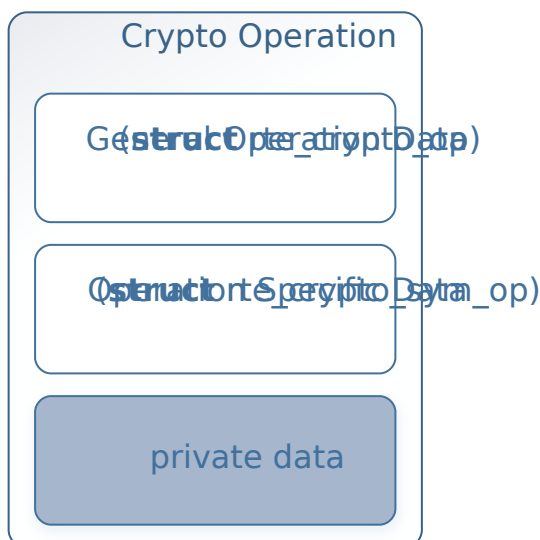 Crypto Operation
General Operation Data
(struct rte_crypto_op)
Operation Specific Data
(struct rte_crypto_sym_op)
private data